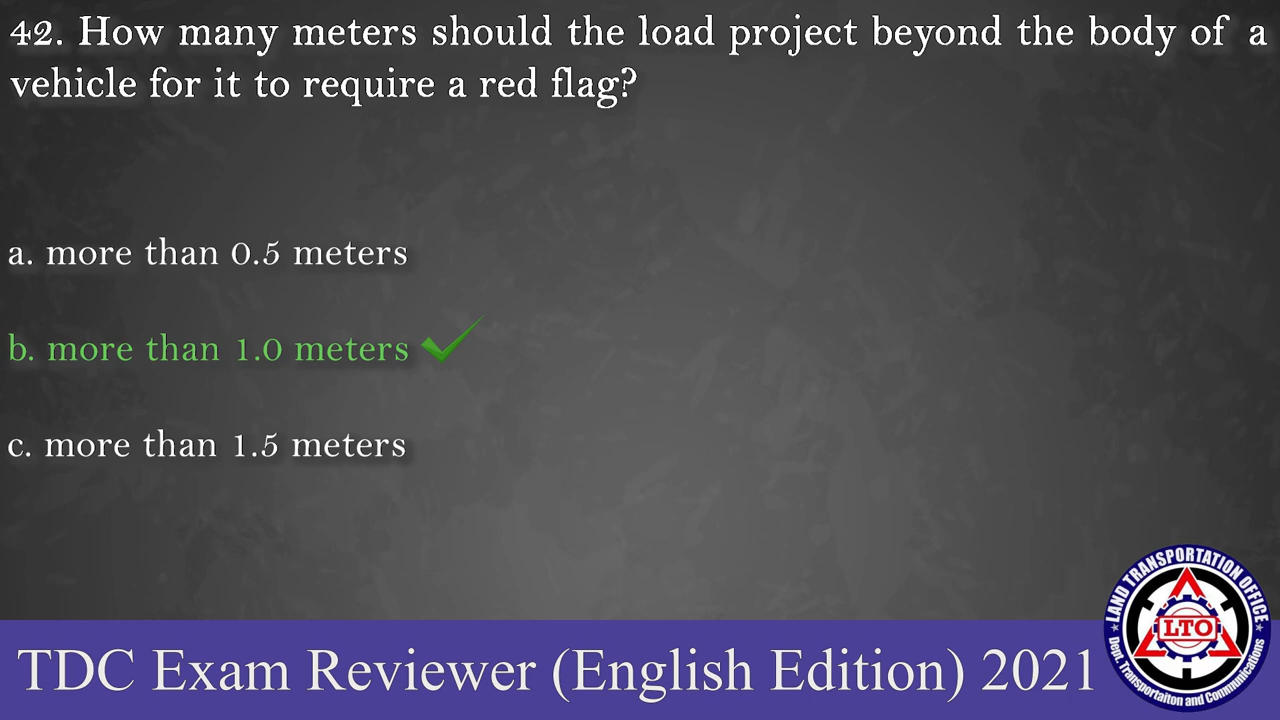 42. How many meters should the load project beyond the body of a
vehicle for it to require a red flag?
a. more than 0.5 meters
b. more than 1.0 meters
c. more than 1.5 meters
TDC Exam Reviewer (English Edition) 2021
LAND TRANSPORTATION OFFICE
LTO
Dept. Transportaiton and Communications